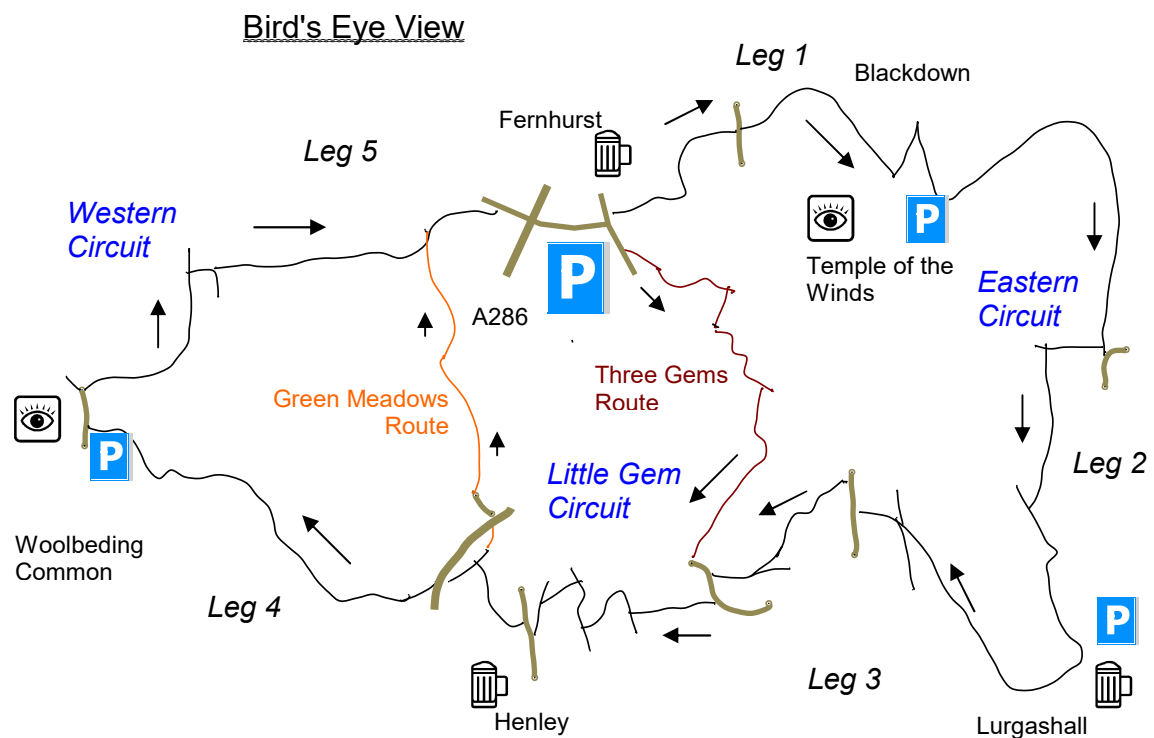 Bird's Eye View
Leg 1
Blackdown
Fernhurst
Leg 5
Western
Circuit
P
P
Temple of the
Winds
Eastern
Circuit
A286
Three Gems
Route
Green Meadows
Route
P
Little Gem
Circuit
Leg 2
Woolbeding
Common
Leg 4
P
Leg 3
Henley
Lurgashall